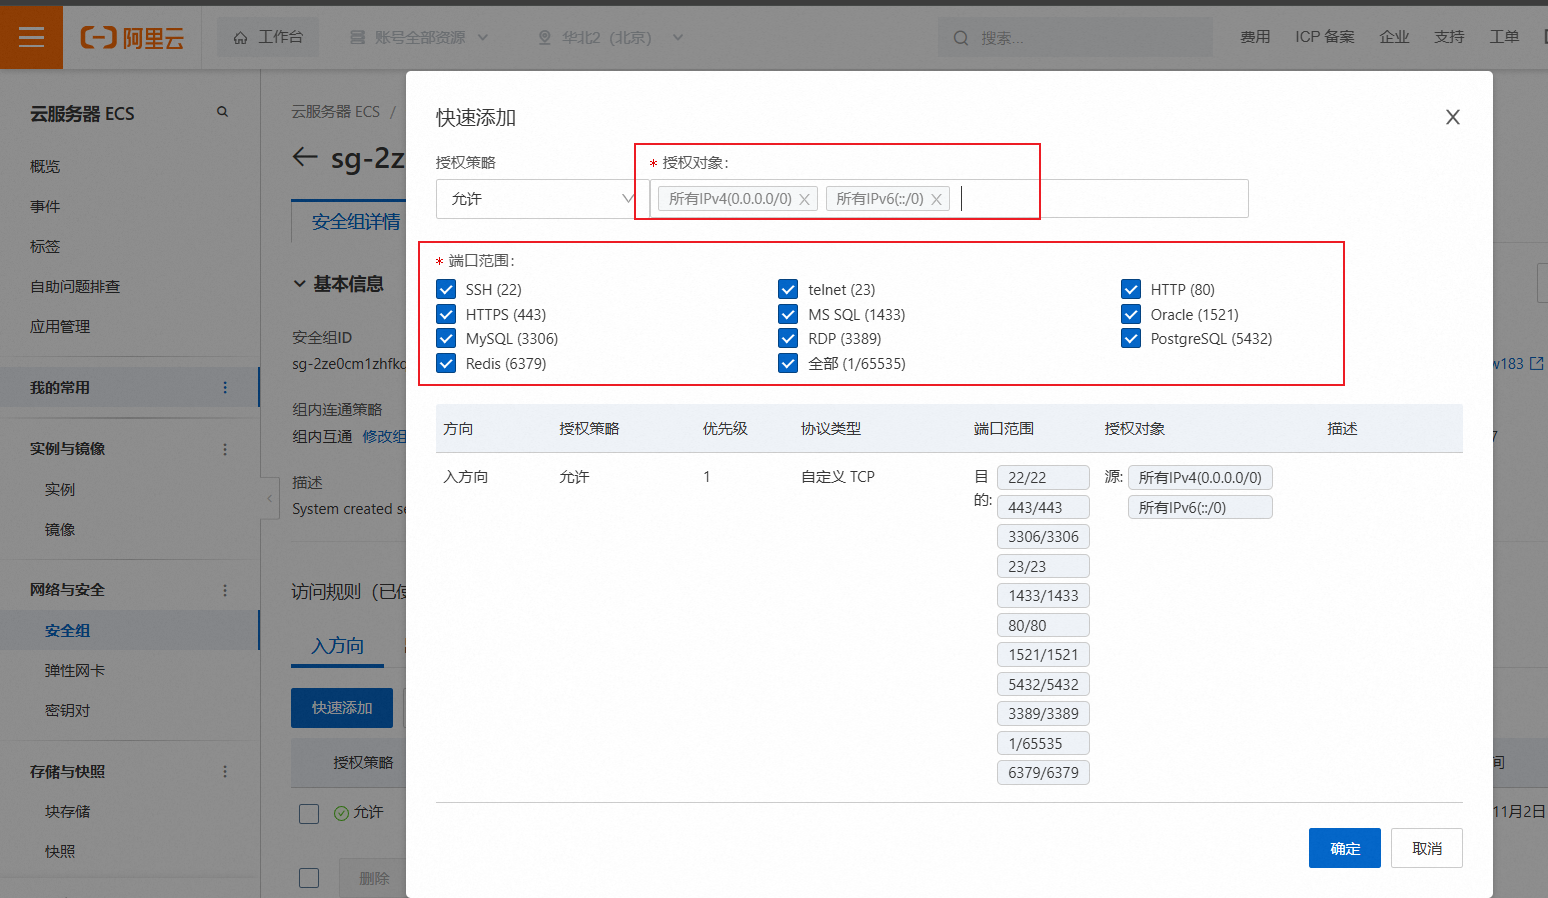 阿里云
工作台
账号全部资源
华北2（北京）
搜索...
费用
ICP 备案
企业
支持
工单
云服务器 ECS
概览
事件
标签
自助问题排查
应用管理
我的常用
实例与镜像
实例
镜像
网络与安全
安全组
弹性网卡
密钥对
存储与快照
块存储
快照
云服务器 ECS /
sg-2z
安全组详情
基本信息
安全组ID
sg-2ze0cm1zhfkc
组内连通策略
组内互通 修改组
描述
System created se
访问规则（已使
入方向
快速添加
授权策略
允许
删除
快速添加
授权策略
允许
* 授权对象:
所有IPv4(0.0.0.0/0) 所有IPv6(::/0)
* 端口范围:
SSH (22) telnet (23) HTTP (80)
HTTPS (443) MS SQL (1433) Oracle (1521)
MySQL (3306) RDP (3389) PostgreSQL (5432)
Redis (6379) 全部 (1/65535)
方向 授权策略 优先级 协议类型 端口范围 授权对象 描述
入方向 允许 1 自定义 TCP 目的: 22/22 源: 所有IPv4(0.0.0.0/0)
443/443 所有IPv6(::/0)
3306/3306
23/23
1433/1433
80/80
1521/1521
5432/5432
3389/3389
1/65535
6379/6379
确定 取消
w183
7
间
11月2日